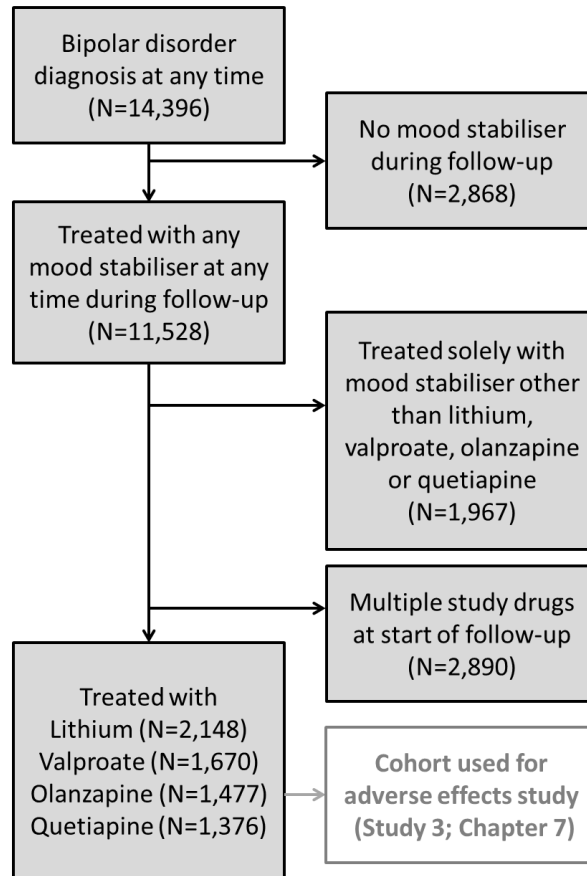 Bipolar disorder
diagnosis at any time
(N=14,396)
No mood stabiliser
during follow-up
(N=2,868)
Treated with any
mood stabiliser at any
time during follow-up
(N=11,528)
Treated solely with
mood stabiliser other
than lithium,
valproate, olanzapine
or quetiapine
(N=1,967)
Multiple study drugs
at start of follow-up
(N=2,890)
Treated with
Lithium (N=2,148)
Valproate (N=1,670)
Olanzapine (N=1,477)
Quetiapine (N=1,376)
Cohort used for
adverse effects study
(Study 3; Chapter 7)